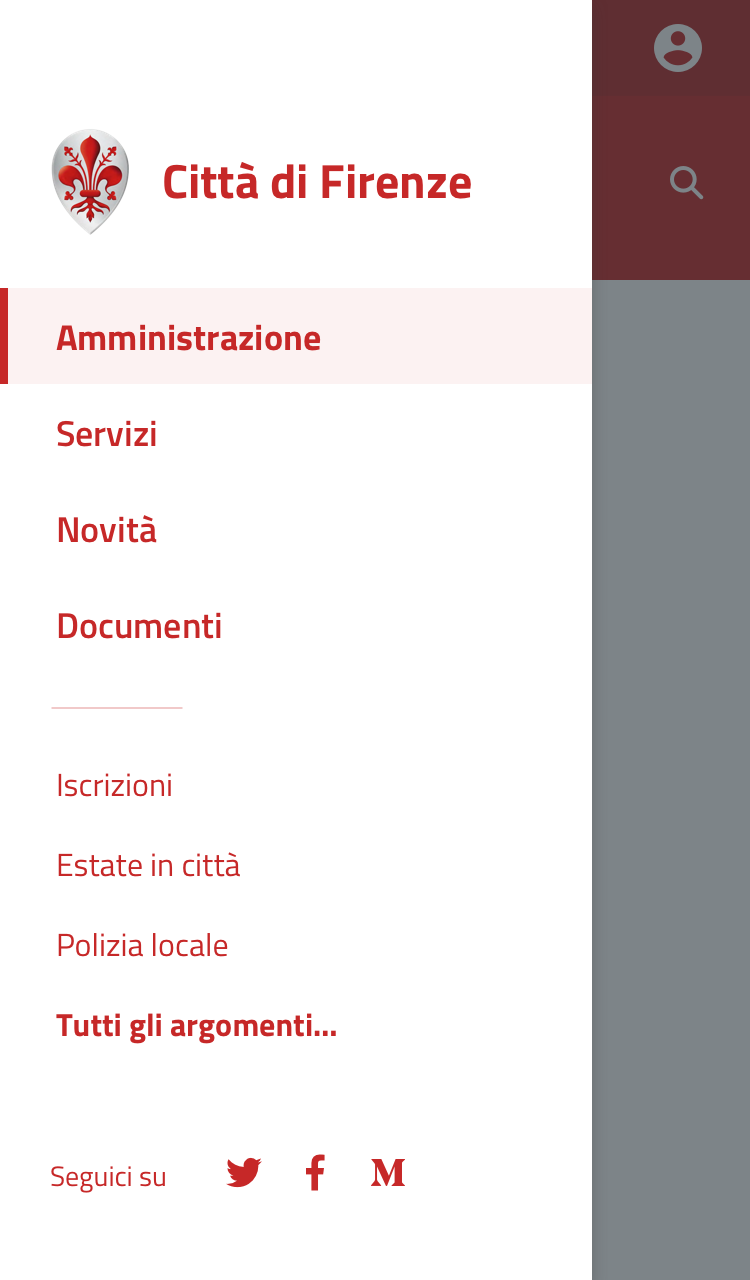 Città di Firenze
Amministrazione
Servizi
Novità
Documenti
Iscrizioni
Estate in città
Polizia locale
Tutti gli argomenti...
Seguici su